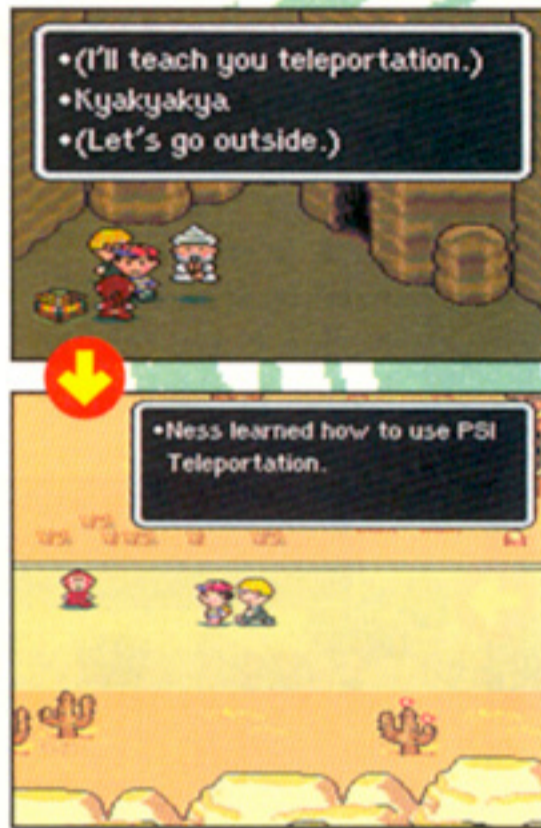 •(I'll teach you teleportation.)
•Kyakyakya
•(Let's go outside.)
•Ness learned how to use PSI
Teleportation.